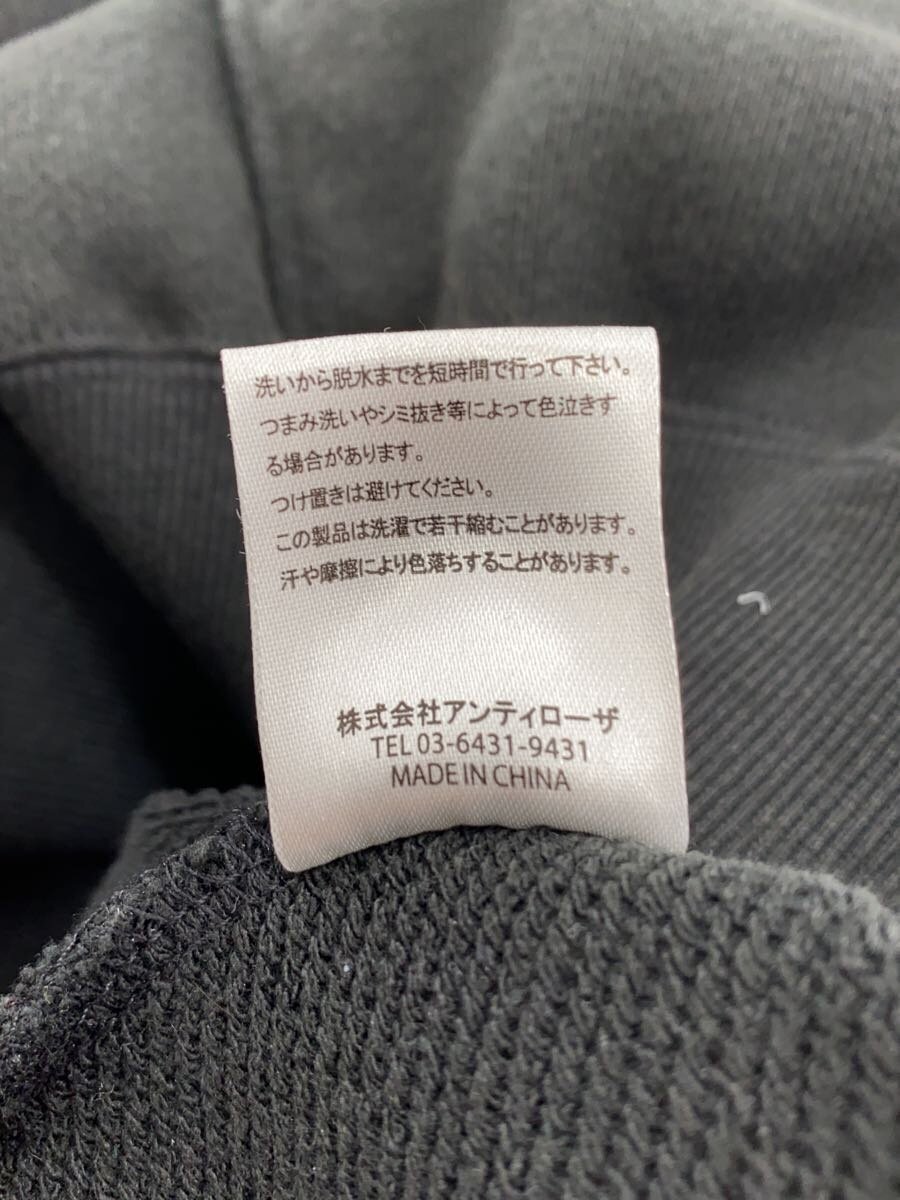 洗いから脱水までを短時間で行って下さい。
つまみ洗いやシミ抜き等によって色泣きす
る場合があります。
つけ置きは避けてください。
この製品は洗濯で若干縮むことがあります。
汗や摩擦により色落ちすることがあります。
株式会社アンティローザ
TEL 03-6431-9431
MADE IN CHINA